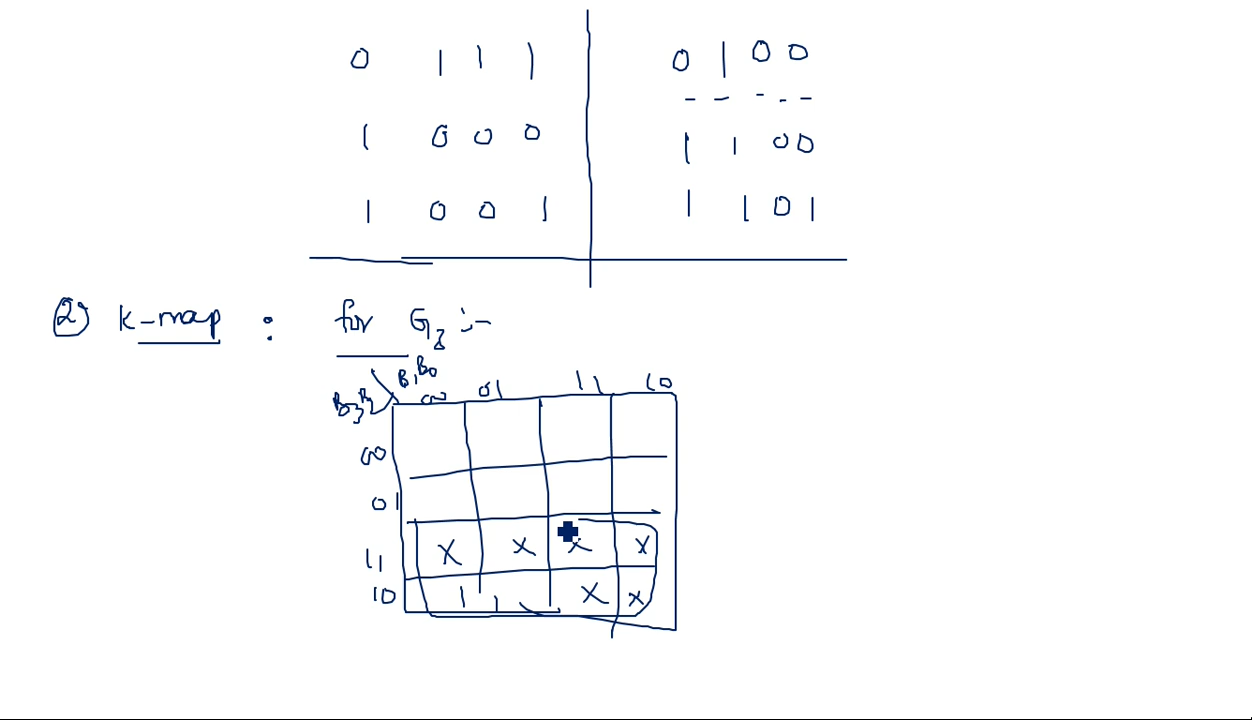 0 1 1 1 0 1 0 0
1 0 0 0 1 1 0 0
1 0 0 1 1 1 0 1
2) K-map : for G3 :-
B1B0
B3B2 00 01 11 10
00
01
11 X X X X
10 1 1 X X